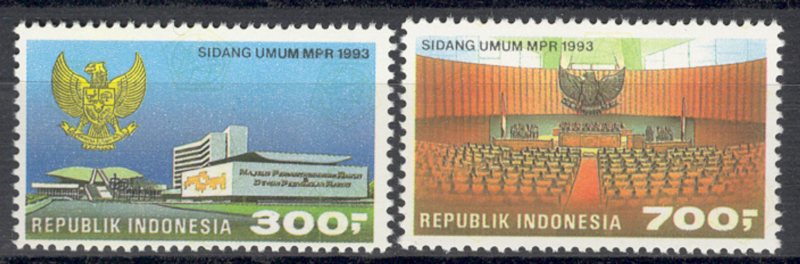 SIDANG UMUM MPR 1993
MAJELIS PERMUSYAWARATAN RAKYAT
DEWAN PERWAKILAN RAKYAT
REPUBLIK INDONESIA 300;-
SIDANG UMUM MPR 1993
REPUBLIK INDONESIA 700;-